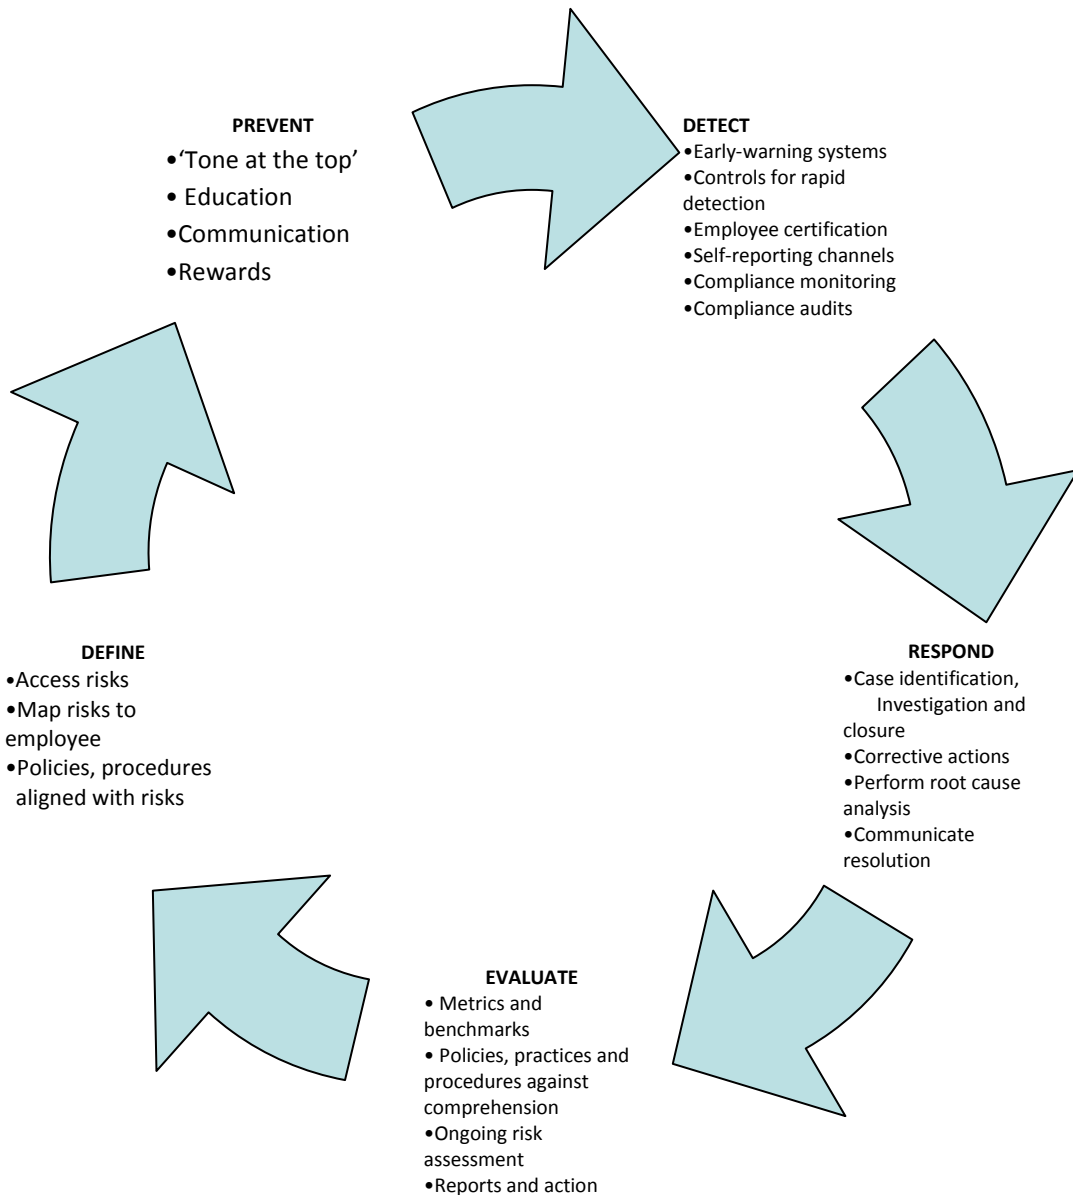 PREVENT
•‘Tone at the top’
• Education
•Communication
•Rewards
DETECT
•Early-warning systems
•Controls for rapid
detection
•Employee certification
•Self-reporting channels
•Compliance monitoring
•Compliance audits
RESPOND
•Case identification,
Investigation and
closure
•Corrective actions
•Perform root cause
analysis
•Communicate
resolution
EVALUATE
• Metrics and
benchmarks
• Policies, practices and
procedures against
comprehension
•Ongoing risk
assessment
•Reports and action
DEFINE
•Access risks
•Map risks to
employee
•Policies, procedures
aligned with risks